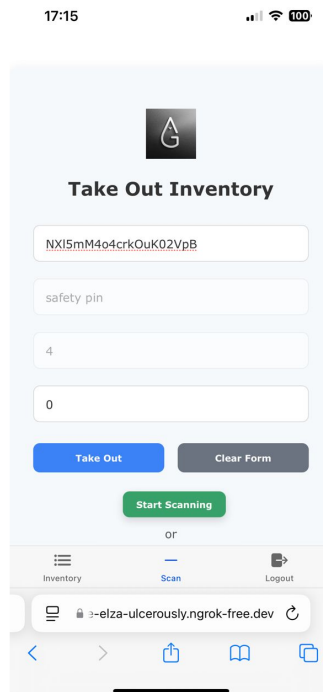 17:15
100
Take Out Inventory
NXl5mM4o4crkOuK02VpB
safety pin
4
0
Take Out Clear Form
Start Scanning
or
Inventory Scan Logout
-elza-ulcerously.ngrok-free.dev